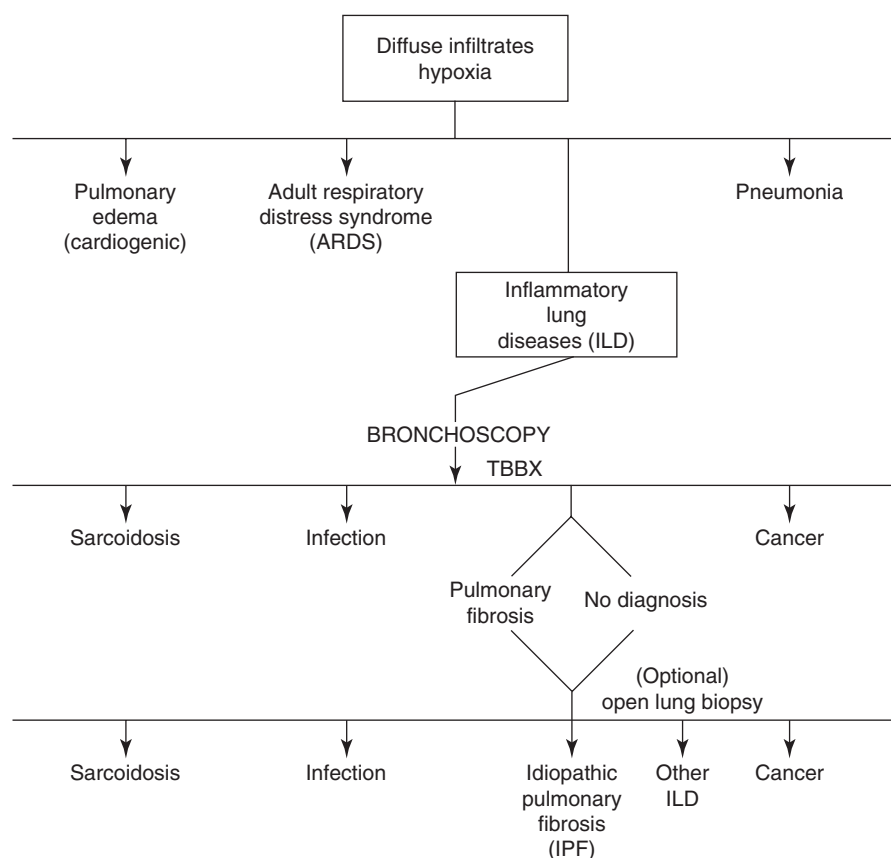 Diffuse infiltrates
hypoxia
Pulmonary
edema
(cardiogenic)
Adult respiratory
distress syndrome
(ARDS)
Pneumonia
Inflammatory
lung
diseases (ILD)
BRONCHOSCOPY
TBBX
Sarcoidosis
Infection
Cancer
Pulmonary
fibrosis
No diagnosis
(Optional)
open lung biopsy
Sarcoidosis
Infection
Idiopathic
pulmonary
fibrosis
(IPF)
Other
ILD
Cancer